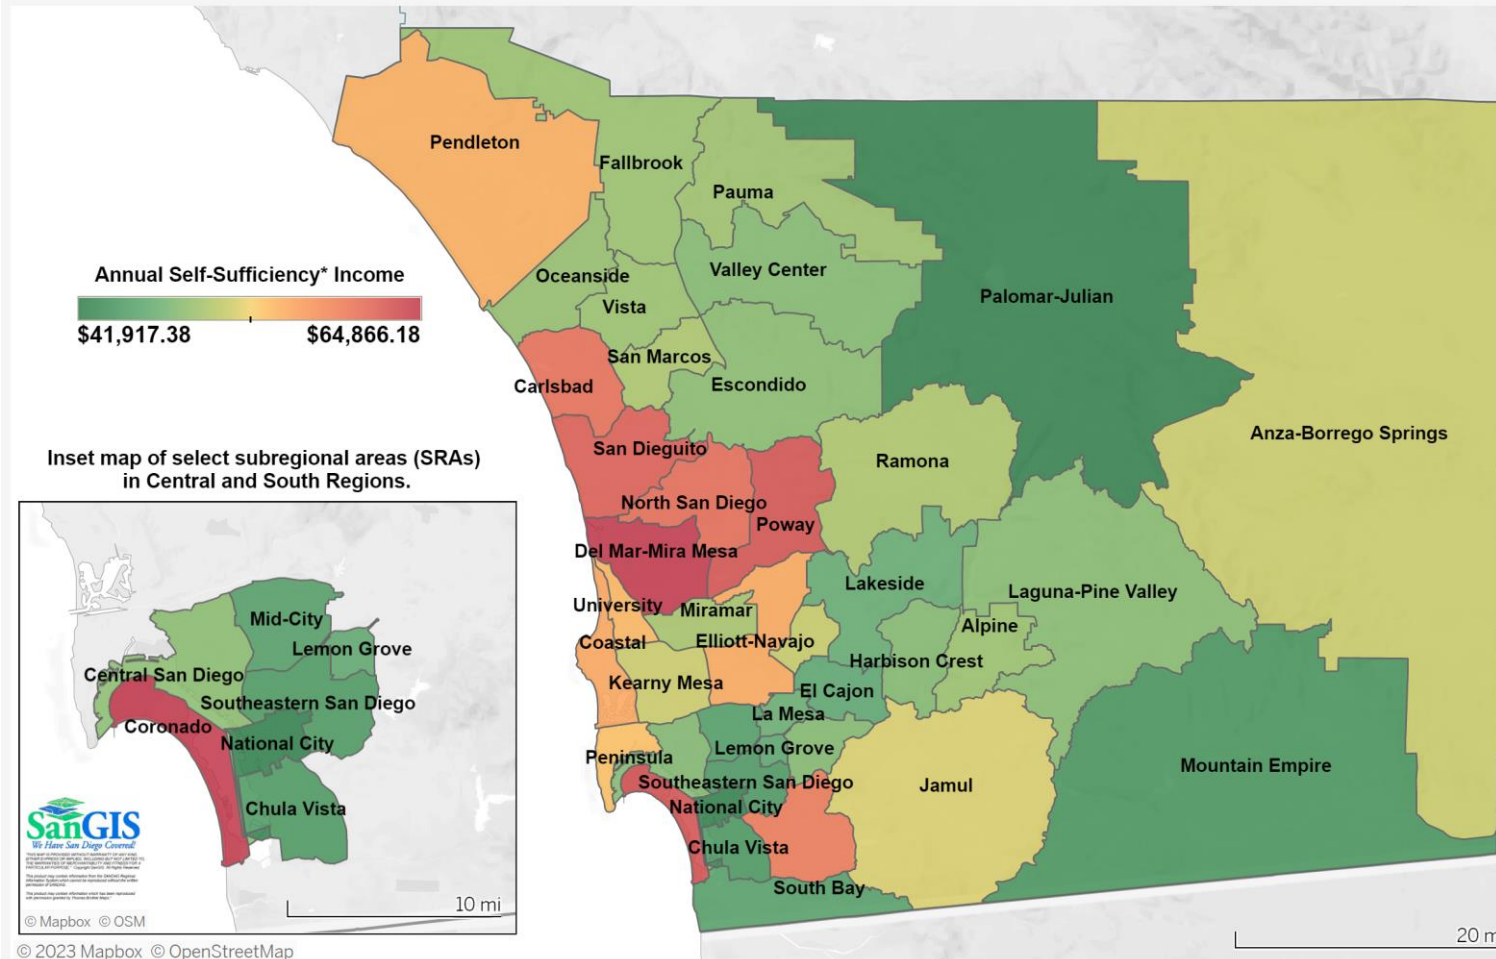 Pendleton
Fallbrook
Pauma
Annual Self-Sufficiency* Income
$41,917.38
$64,866.18
Oceanside
Valley Center
Vista
Palomar-Julian
San Marcos
Carlsbad
Escondido
Anza-Borrego Springs
San Dieguito
Ramona
North San Diego
Poway
Del Mar-Mira Mesa
Lakeside
Laguna-Pine Valley
University
Miramar
Alpine
Coastal
Elliott-Navajo
Harbison Crest
Kearny Mesa
El Cajon
La Mesa
Lemon Grove
Peninsula
Southeastern San Diego
Jamul
Mountain Empire
National City
Chula Vista
South Bay
Inset map of select subregional areas (SRAs)
in Central and South Regions.
Mid-City
Lemon Grove
Central San Diego
Southeastern San Diego
Coronado
National City
Chula Vista
SanGIS
We Have San Diego Covered!
10 mi
© Mapbox © OSM
20 m
© 2023 Mapbox © OpenStreetMap